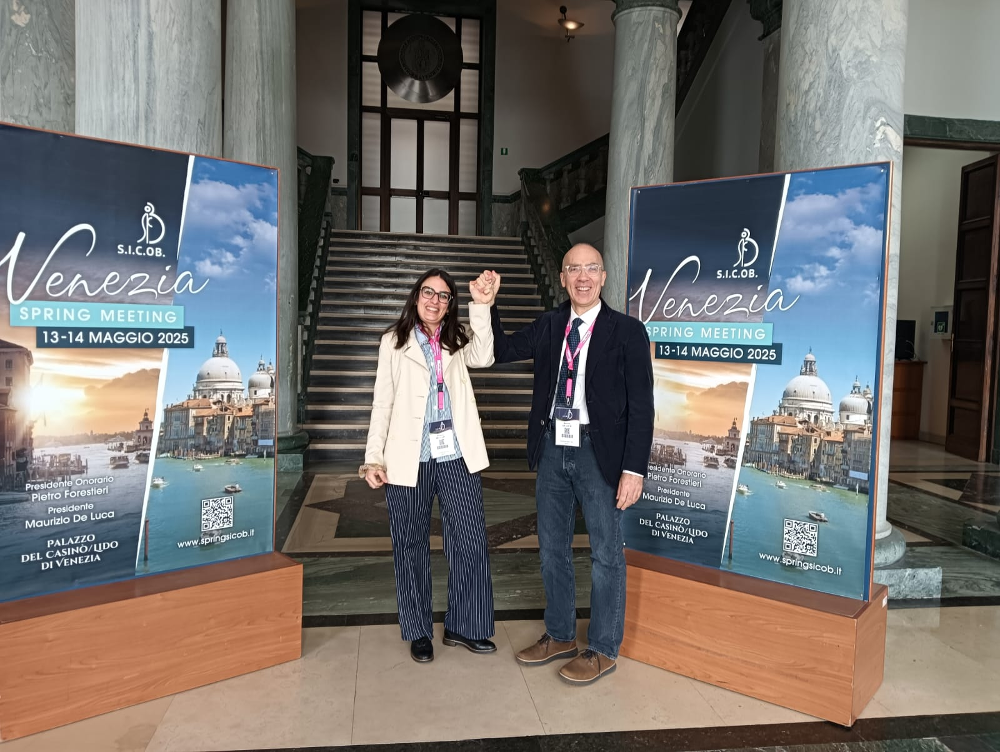 S.I.C.OB.
Venezia
SPRING MEETING
13-14 MAGGIO 2025
Presidente Onorario
Pietro Forestieri
Presidente
Maurizio De Luca
PALAZZO
DEL CASINÒ/LIDO
DI VENEZIA
www.springsicob.it
S.I.C.OB.
Venezia
SPRING MEETING
13-14 MAGGIO 2025
Presidente Onorario
Pietro Forestieri
Presidente
Maurizio De Luca
PALAZZO
DEL CASINÒ/LIDO
DI VENEZIA
www.springsicob.it